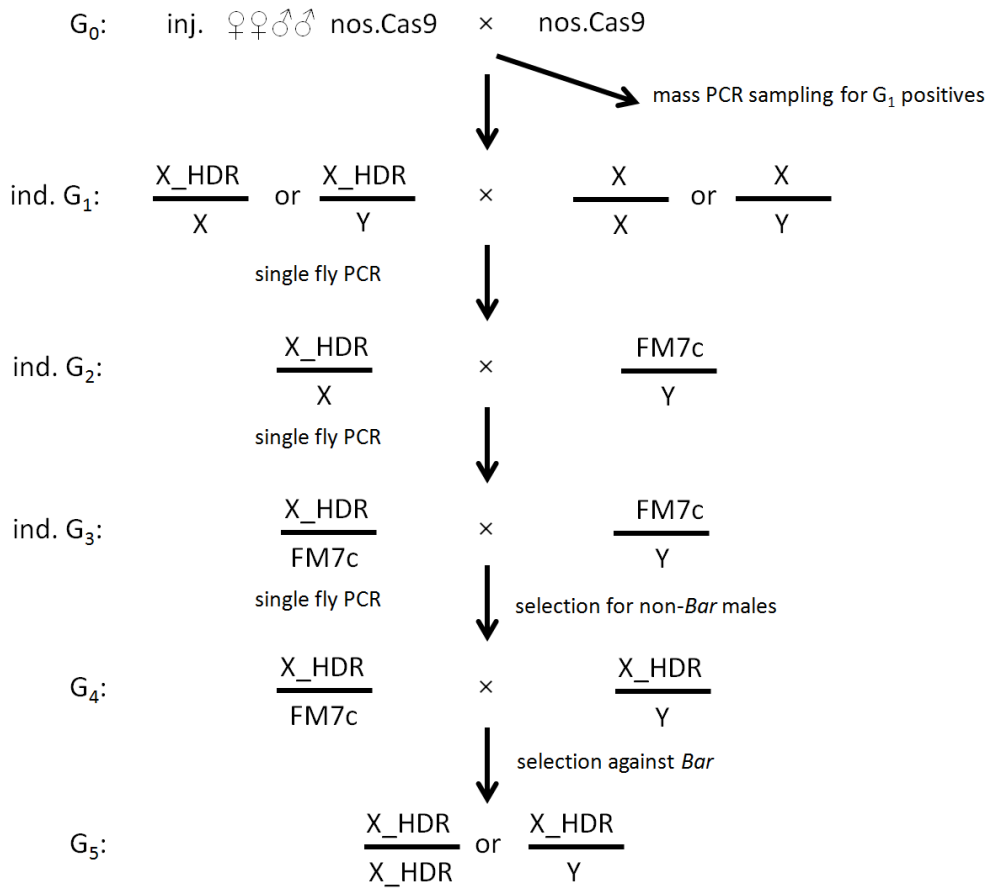 G₀: inj. ♀♀♂♂ nos.Cas9 × nos.Cas9
mass PCR sampling for G₁ positives
ind. G₁: X_HDR or X_HDR × X or X
X Y X Y
single fly PCR
ind. G₂: X_HDR × FM7c
X Y
single fly PCR
ind. G₃: X_HDR × FM7c
FM7c Y
single fly PCR selection for non-Bar males
G₄: X_HDR × X_HDR
FM7c Y
selection against Bar
G₅: X_HDR or X_HDR
X_HDR Y